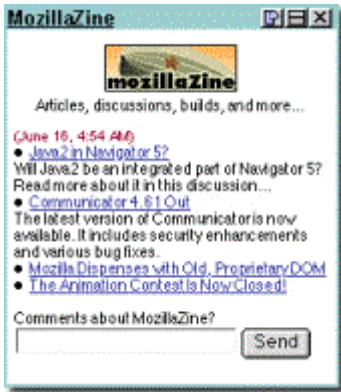 MozillaZine
mozillaZine
Articles, discussions, builds, and more...
(June 16, 4:54 AM)
• Java2 in Navigator 5?
Will Java2 be an integrated part of Navigator 5?
Read more about it in this discussion...
• Communicator 4.61 Out
The latest version of Communicator is now
available. It includes security enhancements
and various bug fixes.
• Mozilla Dispenses with Old, Proprietary DOM
• The Animation Contest Is Now Closed!
Comments about MozillaZine?
Send